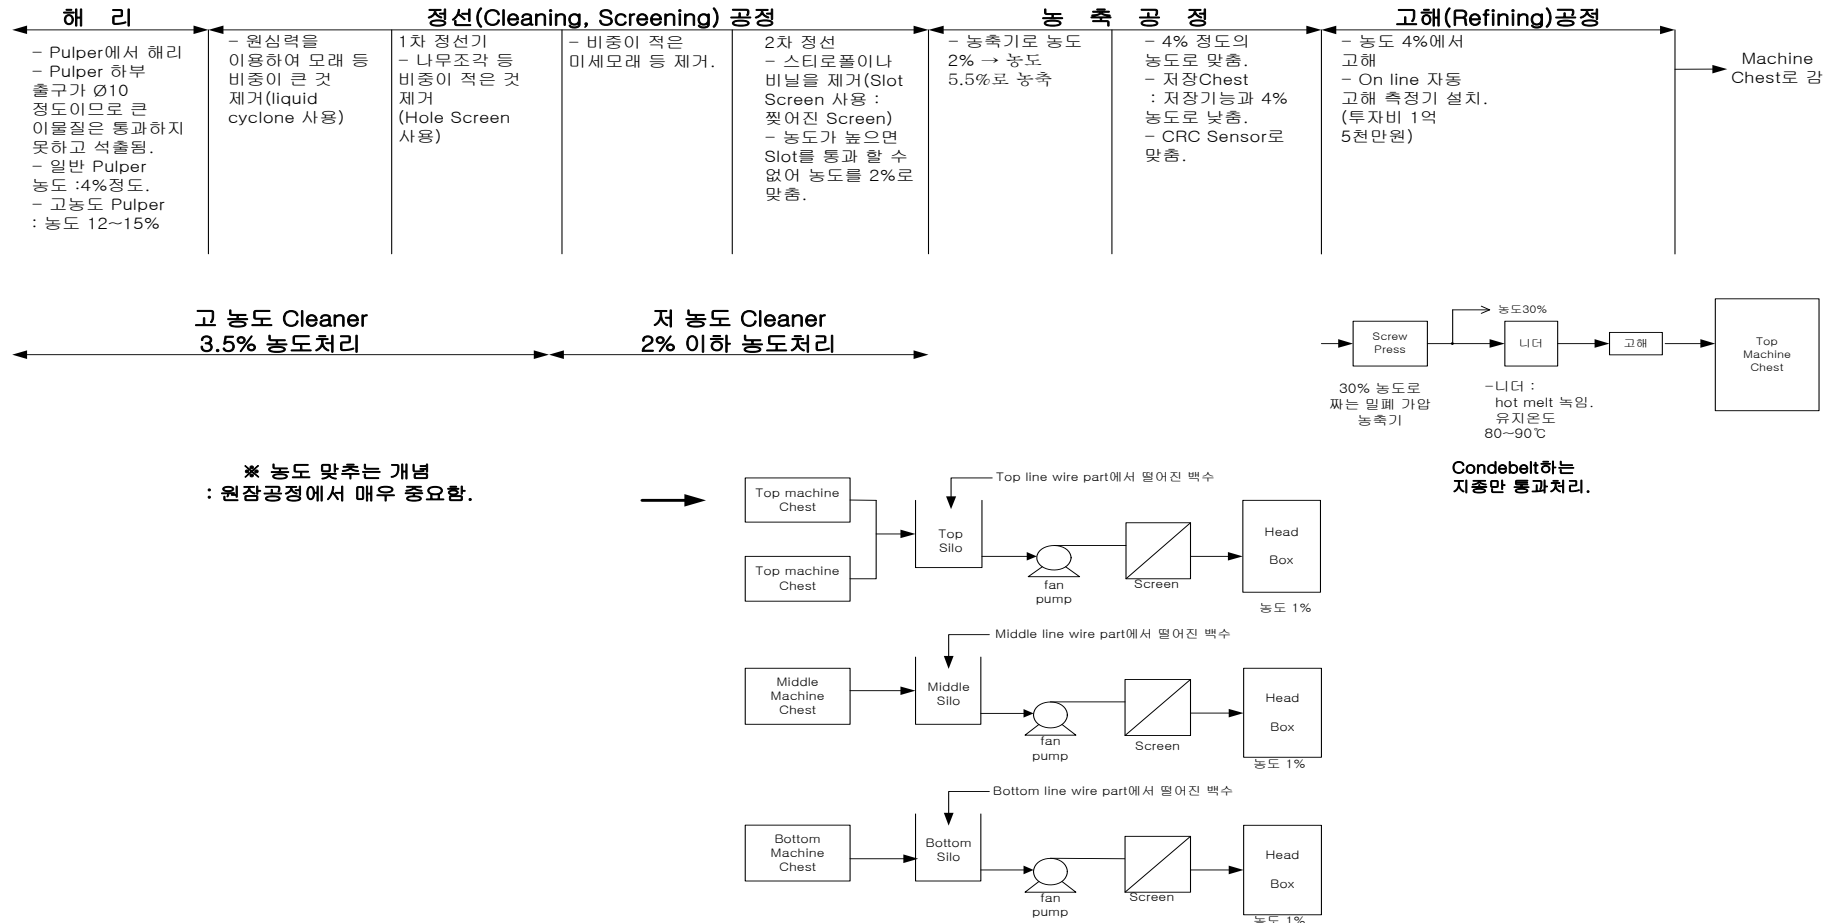 해 리
정선(Cleaning, Screening) 공정
농 축 공 정
고해(Refining)공정
- Pulper에서 해리
- Pulper 하부
출구가 Ø10
정도이므로 큰
이물질은 통과하지
못하고 석출됨.
- 일반 Pulper
농도 :4%정도.
- 고농도 Pulper
: 농도 12~15%
- 원심력을
이용하여 모래 등
비중이 큰 것
제거(liquid
cyclone 사용)
1차 정선기
- 나무조각 등
비중이 적은 것
제거
(Hole Screen
사용)
- 비중이 적은
미세모래 등 제거.
2차 정선
- 스티로폴이나
비닐을 제거(Slot
Screen 사용 :
찢어진 Screen)
- 농도가 높으면
Slot를 통과 할 수
없어 농도를 2%로
맞춤.
- 농축기로 농도
2% → 농도
5.5%로 농축
- 4% 정도의
농도로 맞춤.
- 저장Chest
: 저장기능과 4%
농도로 낮춤.
- CRC Sensor로
맞춤.
- 농도 4%에서
고해
- On line 자동
고해 측정기 설치.
(투자비 1억
5천만원)
Machine
Chest로 감
고 농도 Cleaner
3.5% 농도처리
저 농도 Cleaner
2% 이하 농도처리
농도30%
Screw
Press
니더
고해
Top
Machine
Chest
30% 농도로
짜는 밀폐 가압
농축기
-니더 :
hot melt 녹임.
유지온도
80~90℃
Condebelt하는
지종만 통과처리.
※ 농도 맞추는 개념
: 원잠공정에서 매우 중요함.
Top line wire part에서 떨어진 백수
Top machine
Chest
Top machine
Chest
Top
Silo
fan
pump
Screen
Head
Box
농도 1%
Middle line wire part에서 떨어진 백수
Middle
Machine
Chest
Middle
Silo
fan
pump
Screen
Head
Box
농도 1%
Bottom line wire part에서 떨어진 백수
Bottom
Machine
Chest
Bottom
Silo
fan
pump
Screen
Head
Box
농도 1%